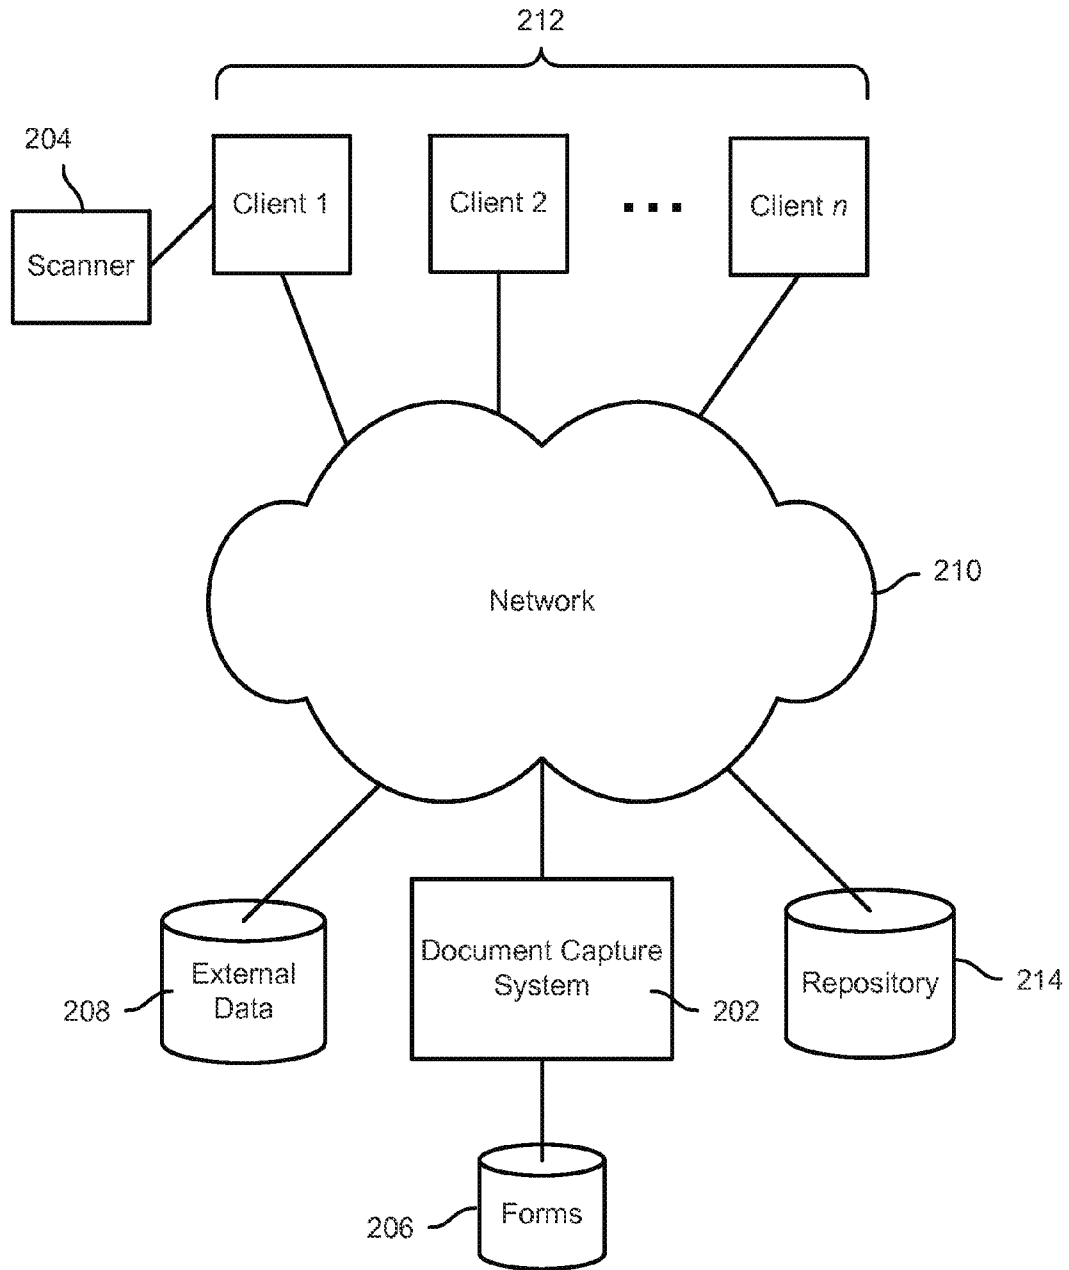 212
204
Client 1
Client 2
...
Client n
Scanner
210
Network
Document Capture
System
External
Data
208
202
Repository
214
Forms
206